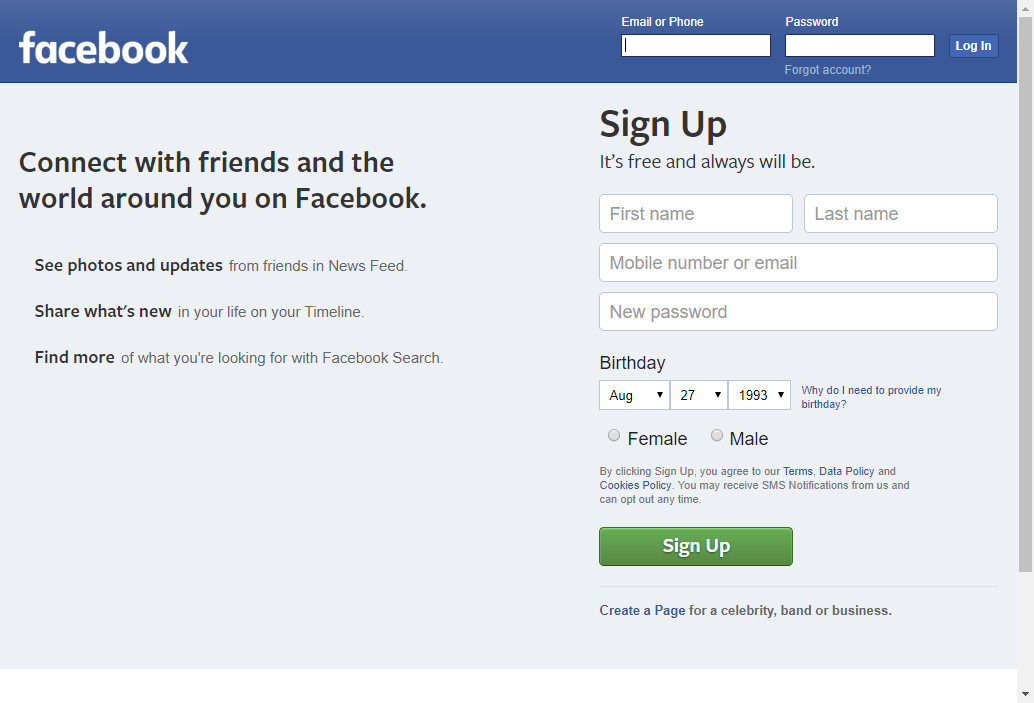 facebook
Email or Phone
Password
Log In
Forgot account?
Connect with friends and the
world around you on Facebook.
See photos and updates from friends in News Feed.
Share what's new in your life on your Timeline.
Find more of what you're looking for with Facebook Search.
Sign Up
It’s free and always will be.
First name
Last name
Mobile number or email
New password
Birthday
Aug 27 1993
Why do I need to provide my
birthday?
Female Male
By clicking Sign Up, you agree to our Terms, Data Policy and
Cookies Policy. You may receive SMS Notifications from us and
can opt out any time.
Sign Up
Create a Page for a celebrity, band or business.